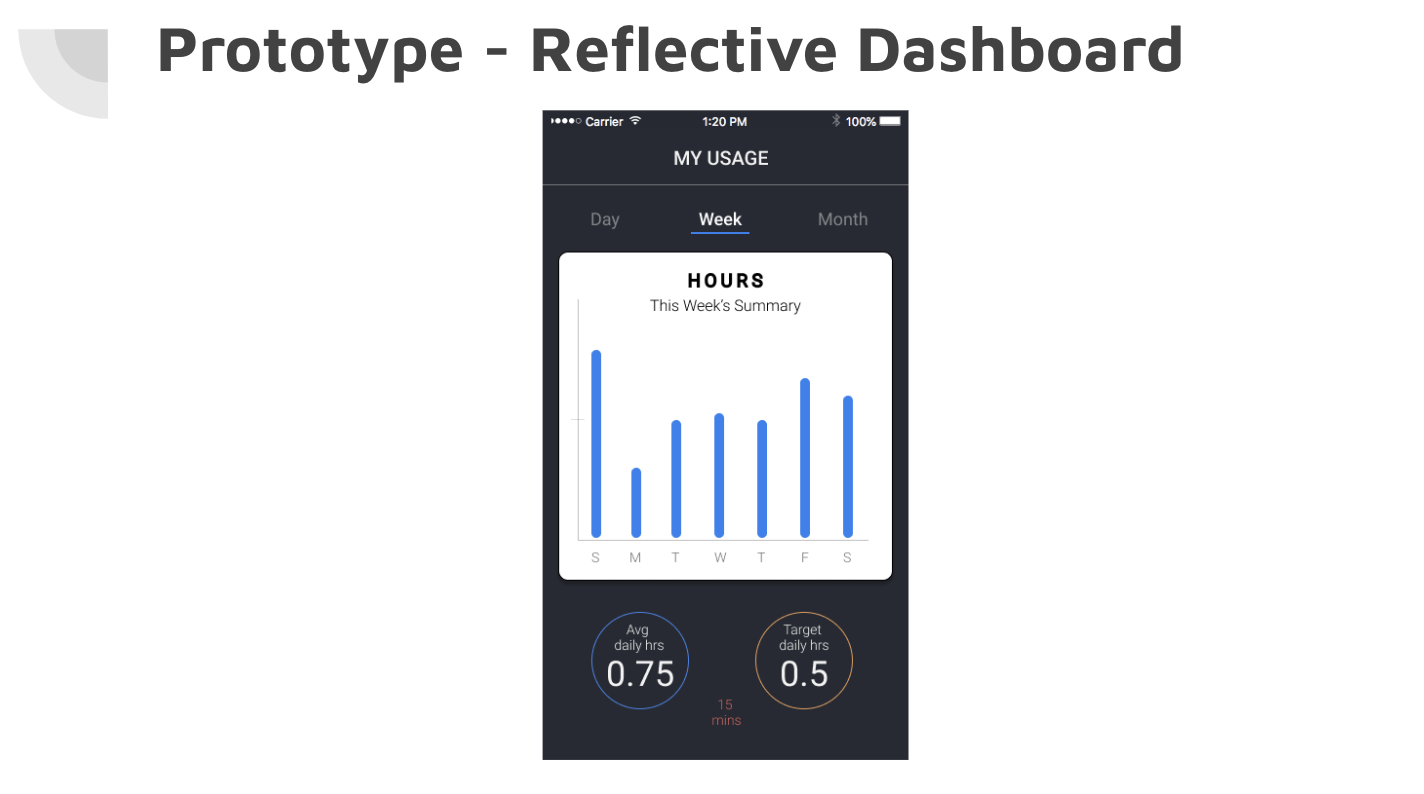 Prototype - Reflective Dashboard
Carrier 1:20 PM 100%
MY USAGE
Day Week Month
HOURS
This Week's Summary
S M T W T F S
Avg
daily hrs
0.75
Target
daily hrs
0.5
15
mins